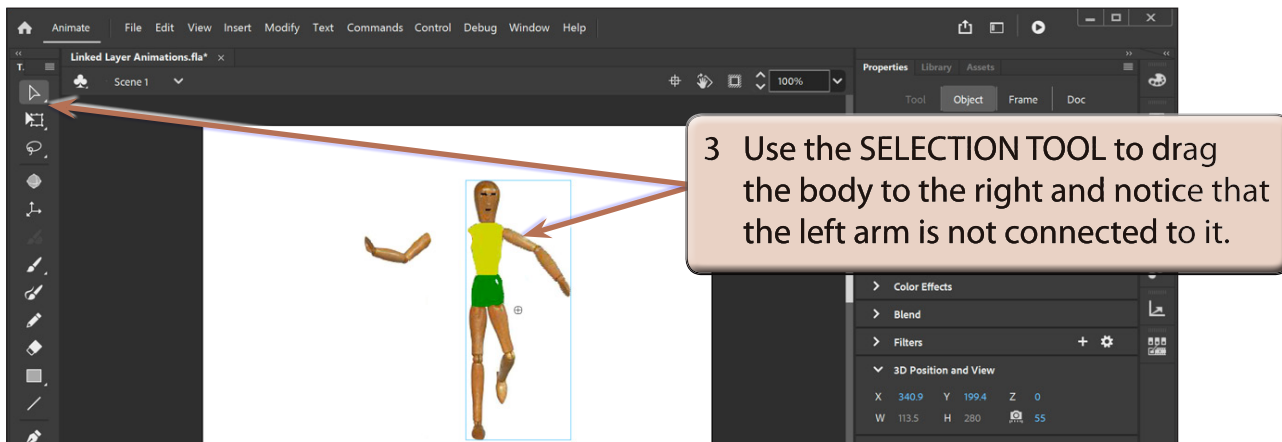 Animate File Edit View Insert Modify Text Commands Control Debug Window Help
Linked Layer Animations.fla* ×
T.
Scene 1
100%
Properties Library Assets
Tool Object Frame Doc
3 Use the SELECTION TOOL to drag
the body to the right and notice that
the left arm is not connected to it.
Color Effects
Blend
Filters
3D Position and View
X 340.9 Y 199.4 Z 0
W 113.5 H 280 55